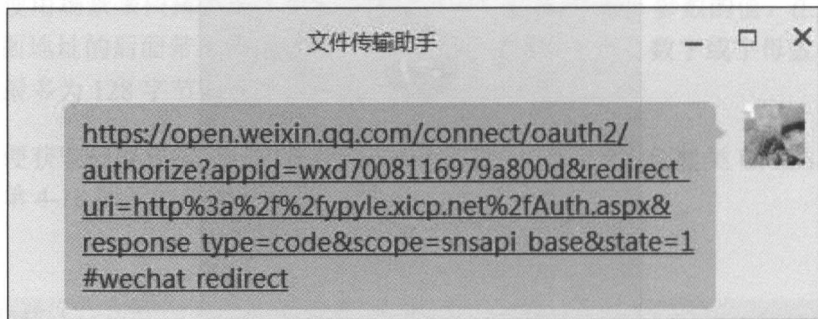 文件传输助手
https://open.weixin.qq.com/connect/oauth2/
authorize?appid=wxd7008116979a800d&redirect_
uri=http%3a%2f%2fypyle.xicp.net%2fAuth.aspx&
response_type=code&scope=snsapi_base&state=1
#wechat_redirect